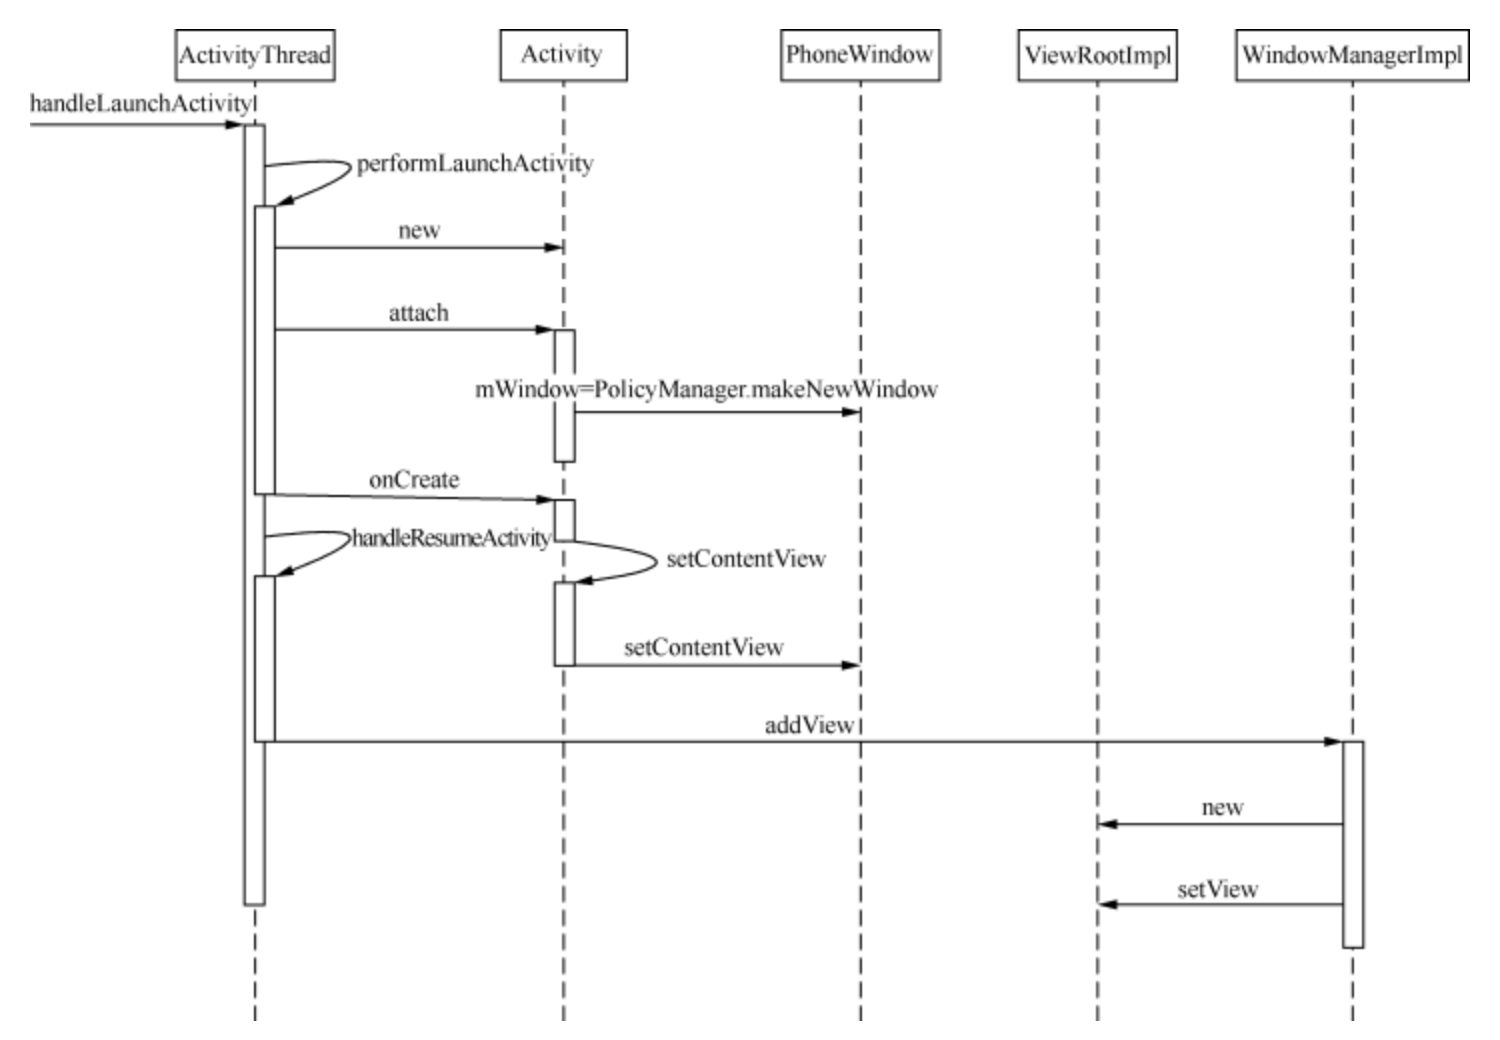 ActivityThread
Activity
PhoneWindow
ViewRootImpl
WindowManagerImpl
handleLaunchActivity
performLaunchActivity
new
attach
mWindow=PolicyManager.makeNewWindow
onCreate
handleResumeActivity
setContentView
setContentView
addView
new
setView